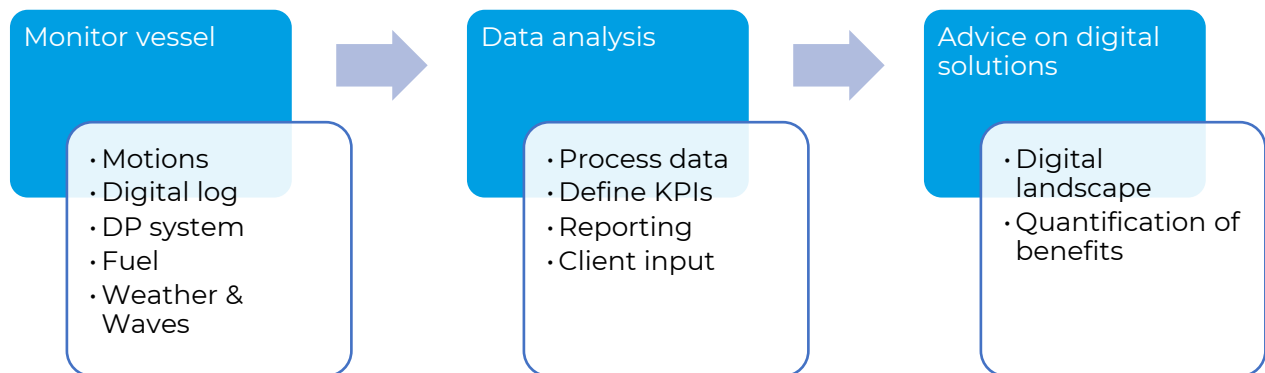 Monitor vessel
· Motions
· Digital log
· DP system
· Fuel
· Weather &
Waves
Data analysis
· Process data
· Define KPIs
· Reporting
· Client input
Advice on digital
solutions
· Digital
landscape
· Quantification of
benefits